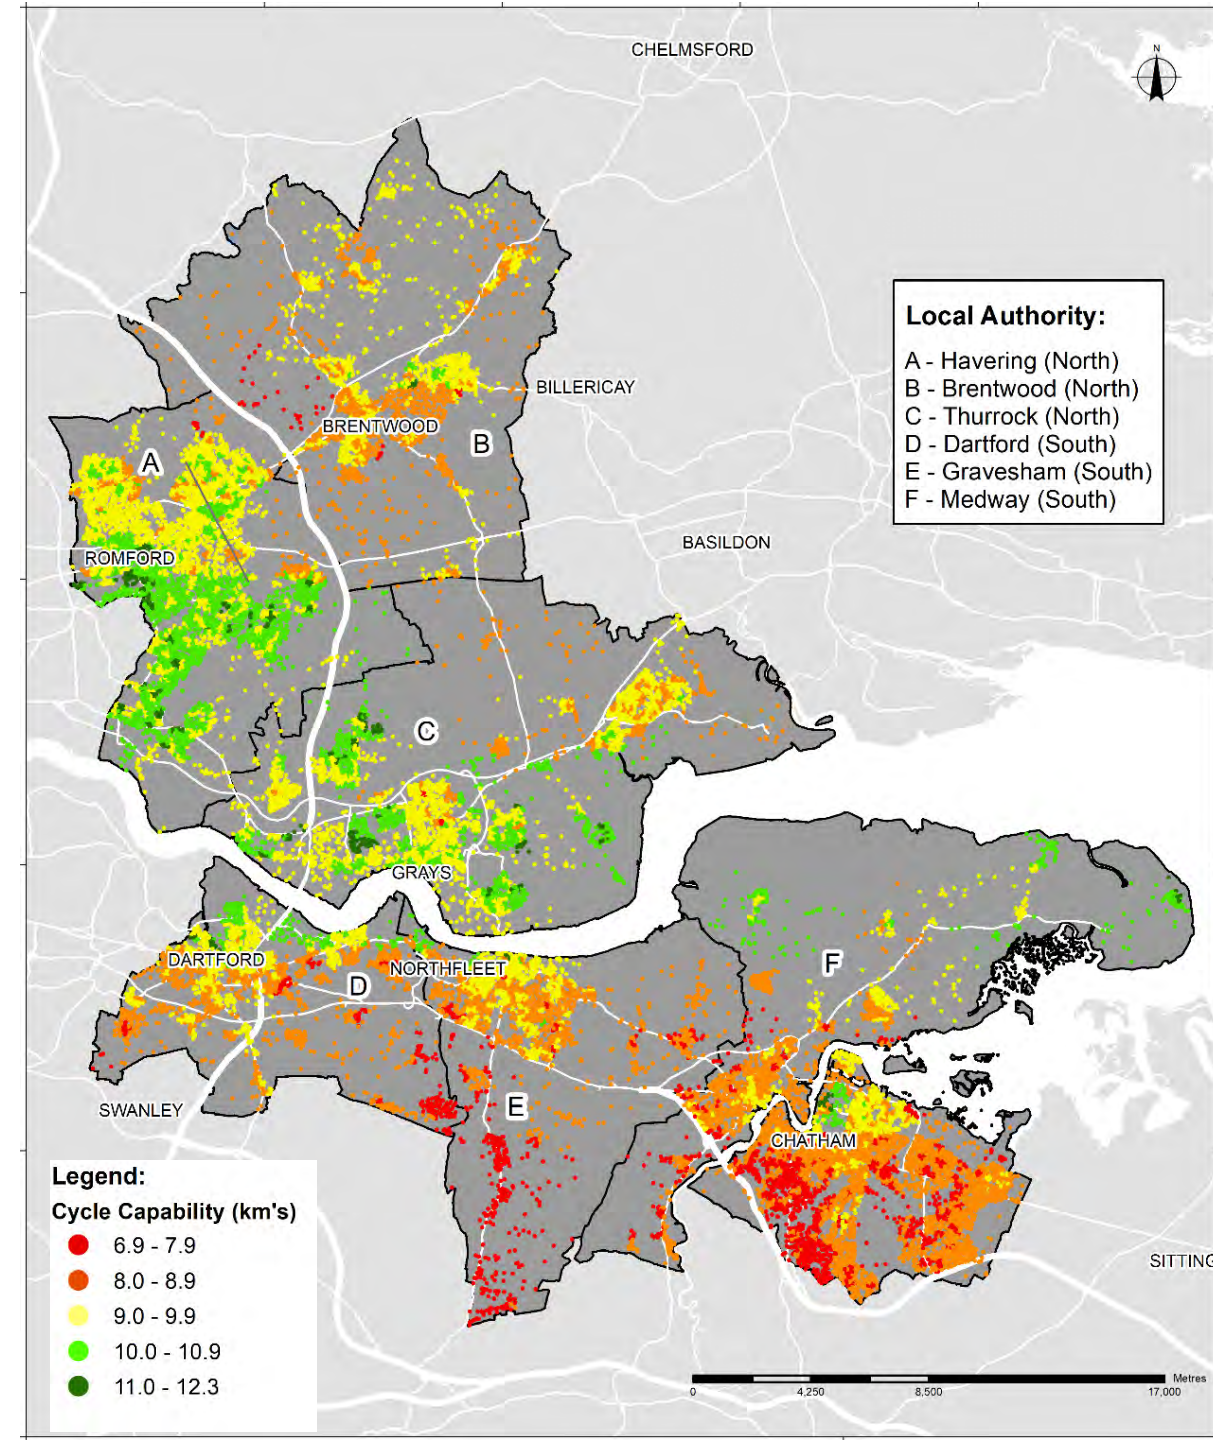 CHELMSFORD
N
Local Authority:
A - Havering (North)
B - Brentwood (North)
C - Thurrock (North)
D - Dartford (South)
E - Gravesham (South)
F - Medway (South)
BILLERICAY
BRENTWOOD
B
A
BASILDON
ROMFORD
C
GRAYS
DARTFORD
NORTHFLEET
F
D
SWANLEY
E
CHATHAM
SITTING
Legend:
Cycle Capability (km's)
6.9 - 7.9
8.0 - 8.9
9.0 - 9.9
10.0 - 10.9
11.0 - 12.3
Metres
0 4,250 8,500 17,000